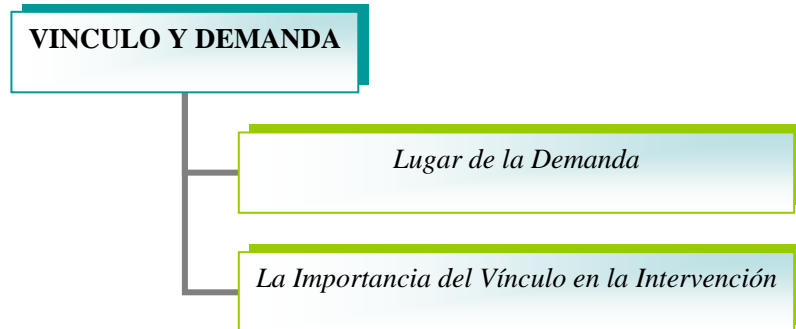 VINCULO Y DEMANDA
Lugar de la Demanda
La Importancia del Vínculo en la Intervención